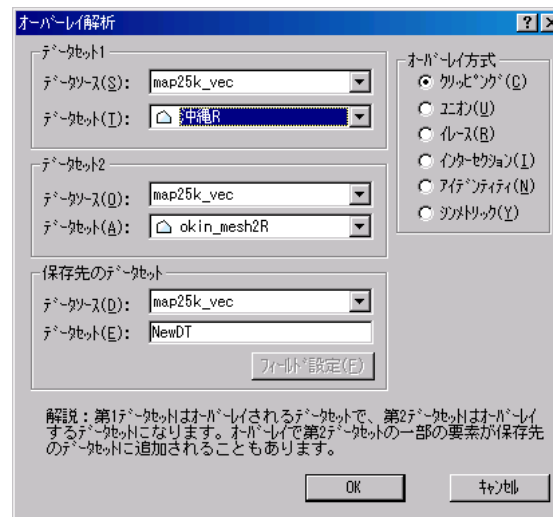 オーバーレイ解析
データセット1
データソース(S):
map25k_vec
データセット(T):
沖縄R
データセット2
データソース(O):
map25k_vec
データセット(A):
okin_mesh2R
保存先のデータセット
データソース(D):
map25k_vec
データセット(E):
NewDT
フィールド設定(F)
オーバーレイ方式
クリッピング(C)
ユニオン(U)
イレース(R)
インターセクション(I)
アイデンティティ(N)
シンメトリック(Y)
解説:第1データセットはオーバーレイされるデータセットで、第2データセットはオーバーレイ
するデータセットになります。オーバーレイで第2データセットの一部の要素が保存先
のデータセットに追加されることもあります。
OK
キャンセル